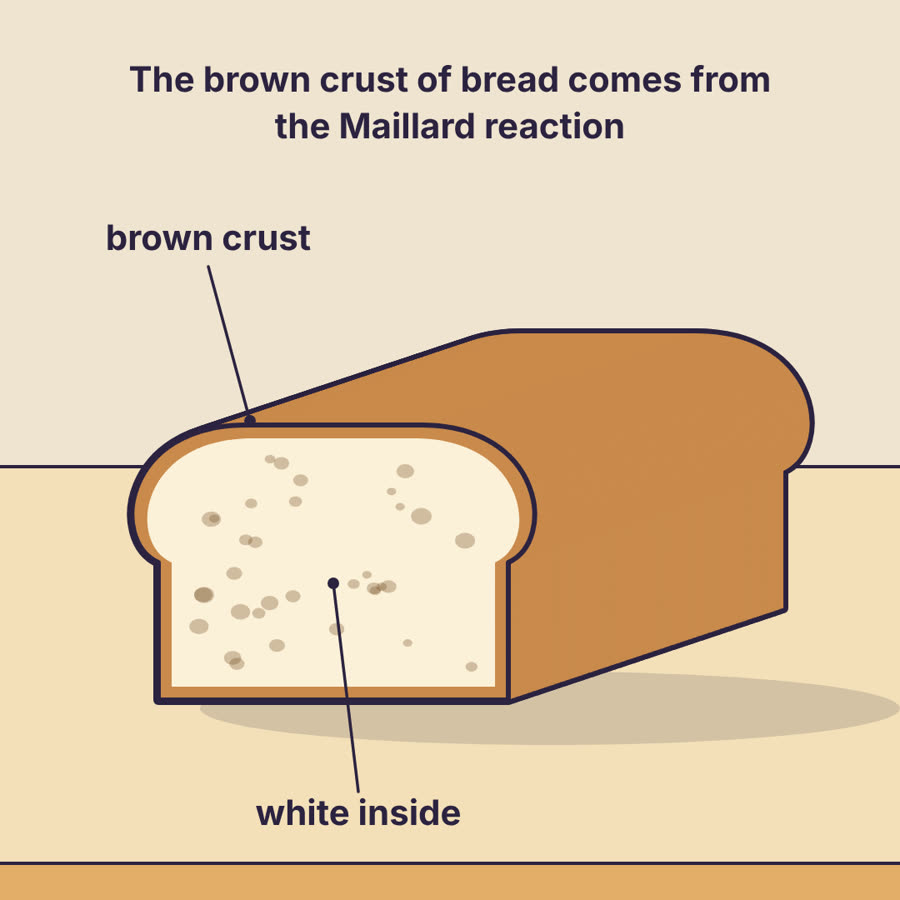 The brown crust of bread comes from
the Maillard reaction
brown crust
white inside